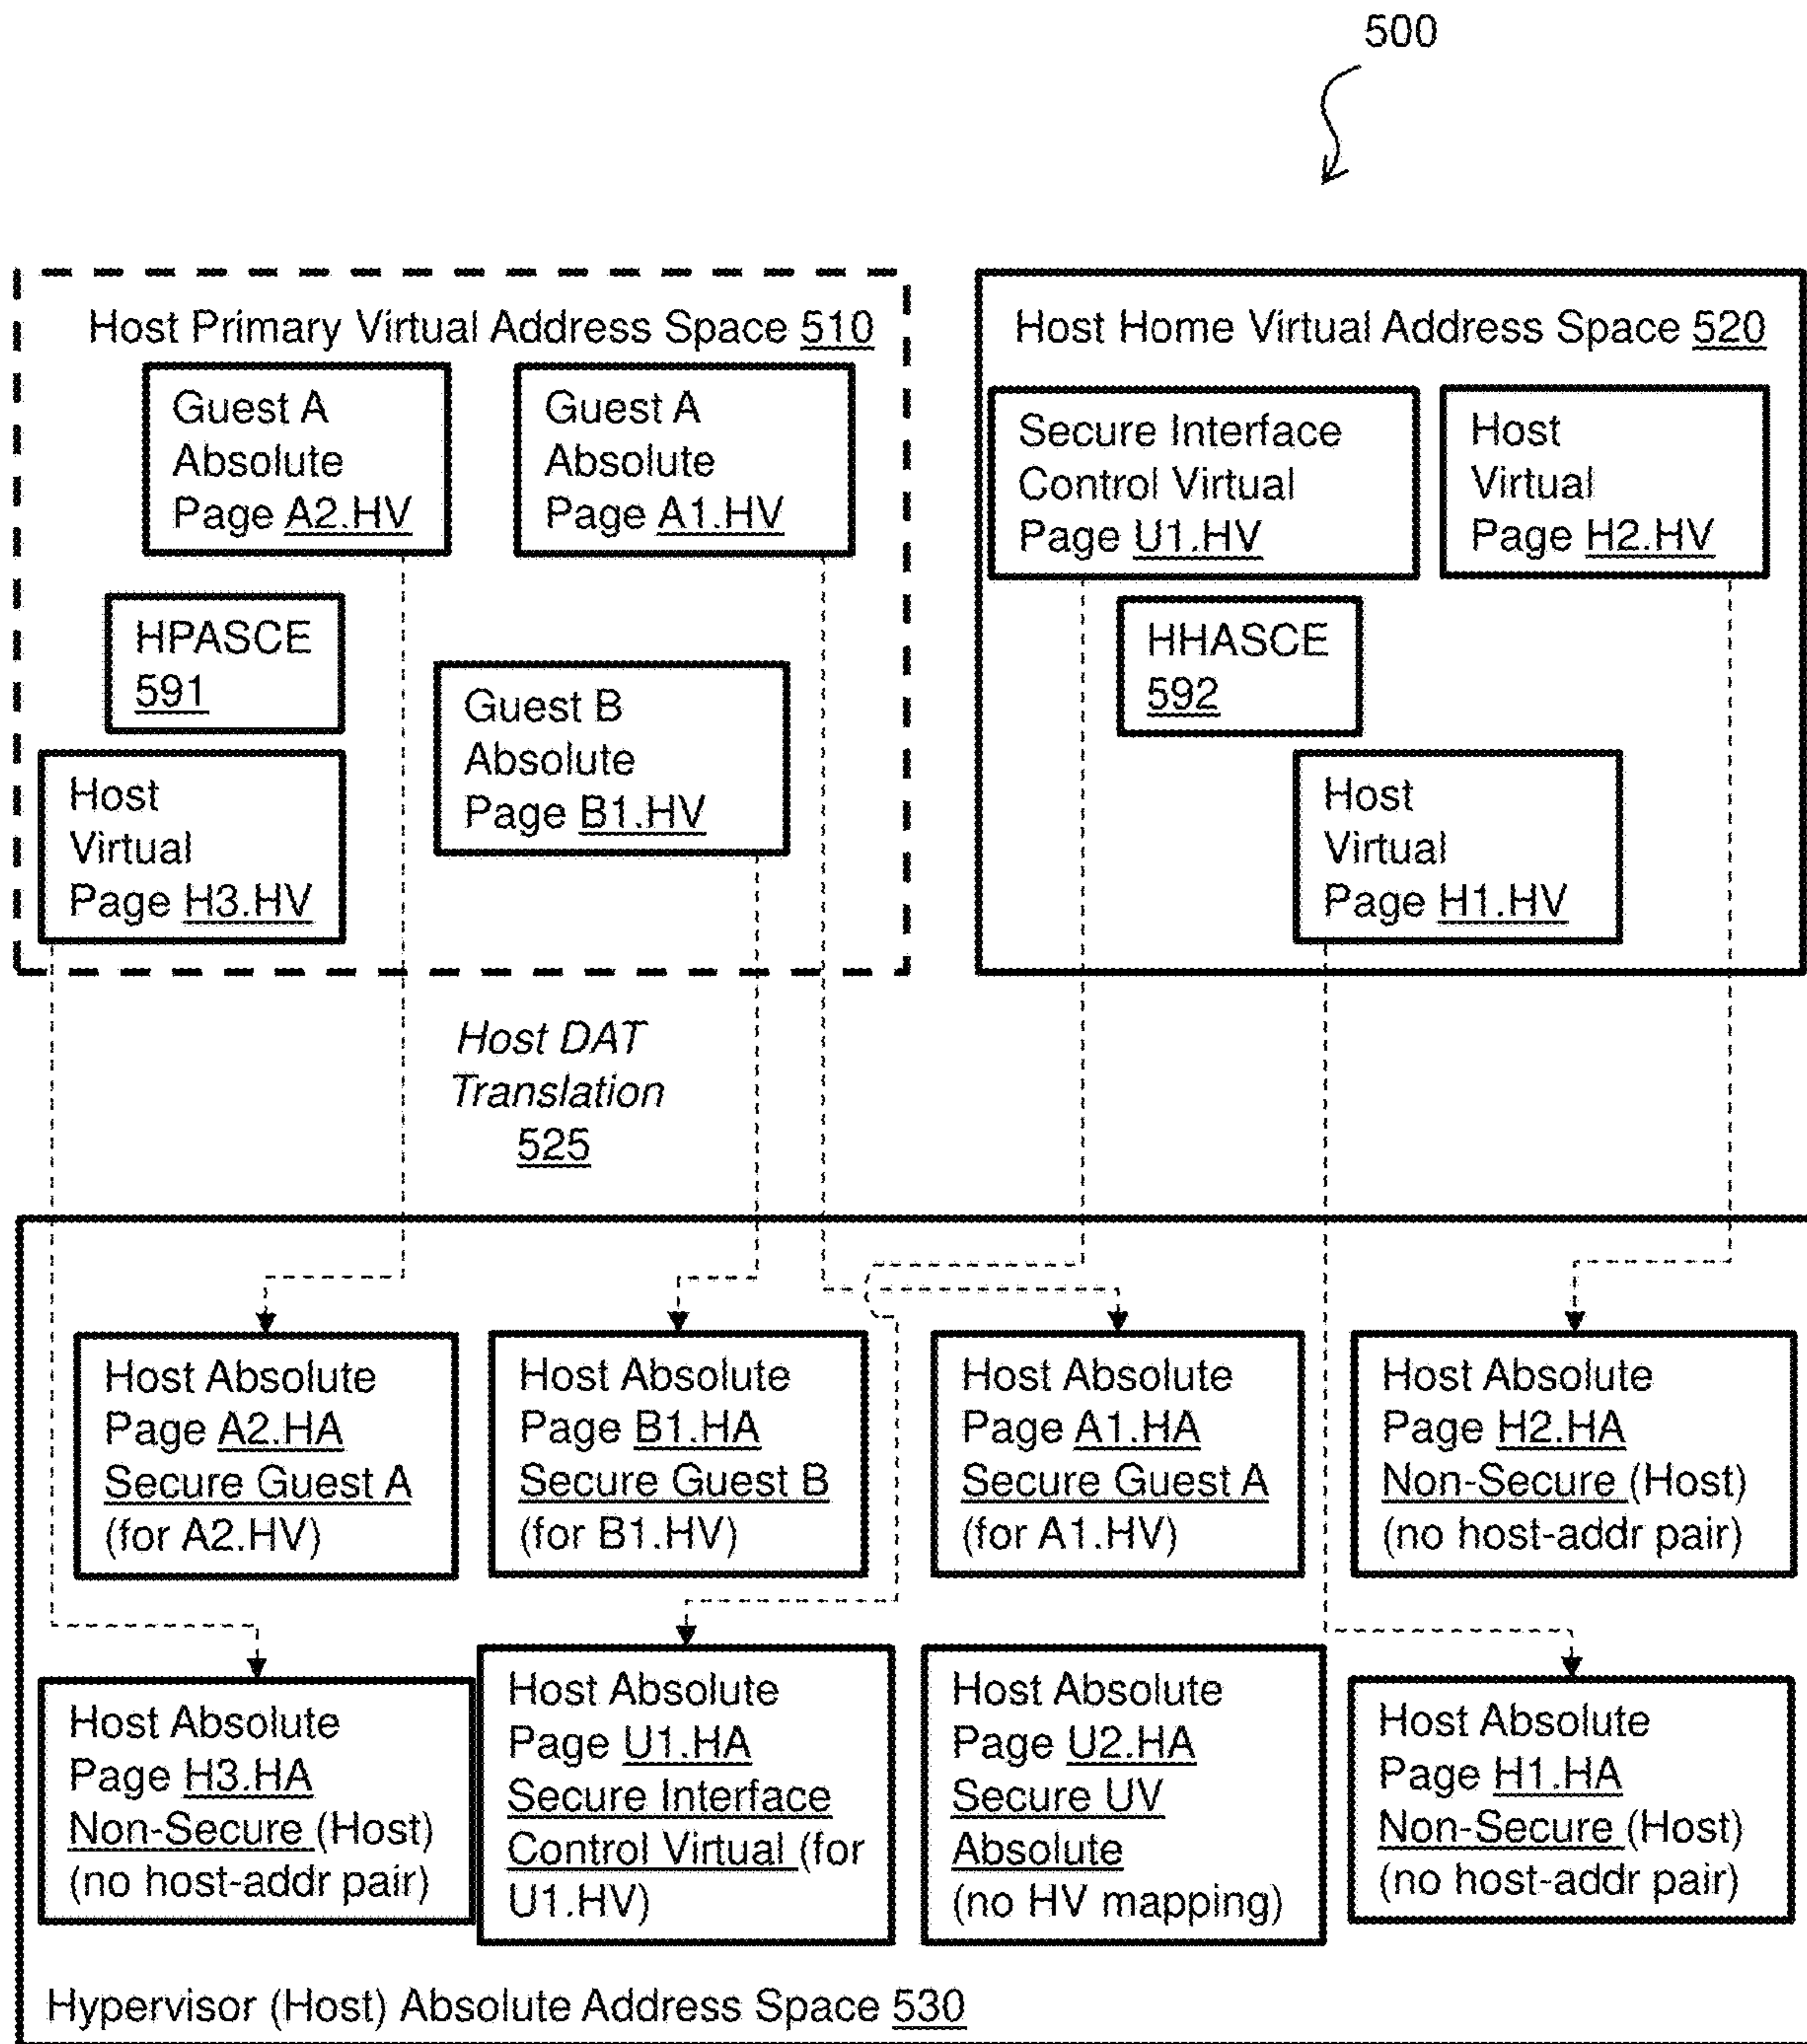 500
Host Primary Virtual Address Space 510
Guest A
Absolute
Page A2.HV
Guest A
Absolute
Page A1.HV
HPASCE
591
Guest B
Absolute
Page B1.HV
Host
Virtual
Page H3.HV
Host Home Virtual Address Space 520
Secure Interface
Control Virtual
Page U1.HV
Host
Virtual
Page H2.HV
HHASCE
592
Host
Virtual
Page H1.HV
Host DAT
Translation
525
Host Absolute
Page A2.HA
Secure Guest A
(for A2.HV)
Host Absolute
Page B1.HA
Secure Guest B
(for B1.HV)
Host Absolute
Page A1.HA
Secure Guest A
(for A1.HV)
Host Absolute
Page H2.HA
Non-Secure (Host)
(no host-addr pair)
Host Absolute
Page H3.HA
Non-Secure (Host)
(no host-addr pair)
Host Absolute
Page U1.HA
Secure Interface
Control Virtual (for
U1.HV)
Host Absolute
Page U2.HA
Secure UV
Absolute
(no HV mapping)
Host Absolute
Page H1.HA
Non-Secure (Host)
(no host-addr pair)
Hypervisor (Host) Absolute Address Space 530